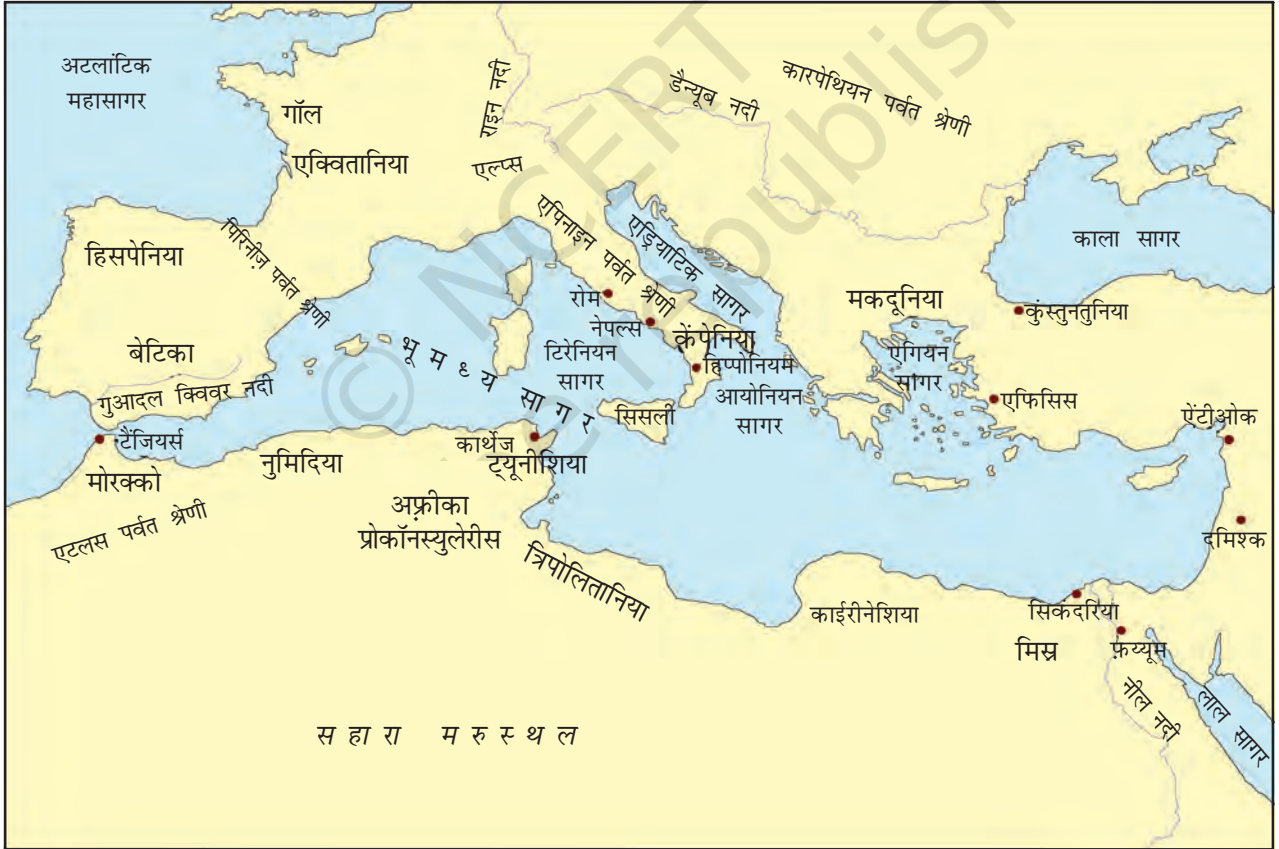 अटलांटिक
महासागर
गॉल
एक्वितानिया
राइन नदी
एल्प्स
डैन्यूब नदी
कारपेथियन पर्वत श्रेणी
हिसपेनिया
पिरिनीज़ पर्वत श्रेणी
बेटिका
गुआदल क्विवर नदी
एपिनाइन पर्वत श्रेणी
एड्रियाटिक सागर
काला सागर
रोम
नेपल्स
केंपेनिया
हिप्पोनियम
मकदूनिया
कुंस्तुनतुनिया
भूमध्य सागर
टिरेनियन
सागर
आयोनियन
सागर
एगियन
सागर
एफिसिस
सिसली
ऐंटीओक
टैंजियर्स
मोरक्को
एटलस पर्वत श्रेणी
नुमिदिया
कार्थेज
ट्यूनीशिया
अफ़्रीका
प्रोकॉनस्युलेरीस
त्रिपोलितानिया
दमिश्क
काईरीनेशिया
सिकंदरिया
मिस्र
फ़य्यूम
नील नदी
लाल सागर
सहारा मरुस्थल